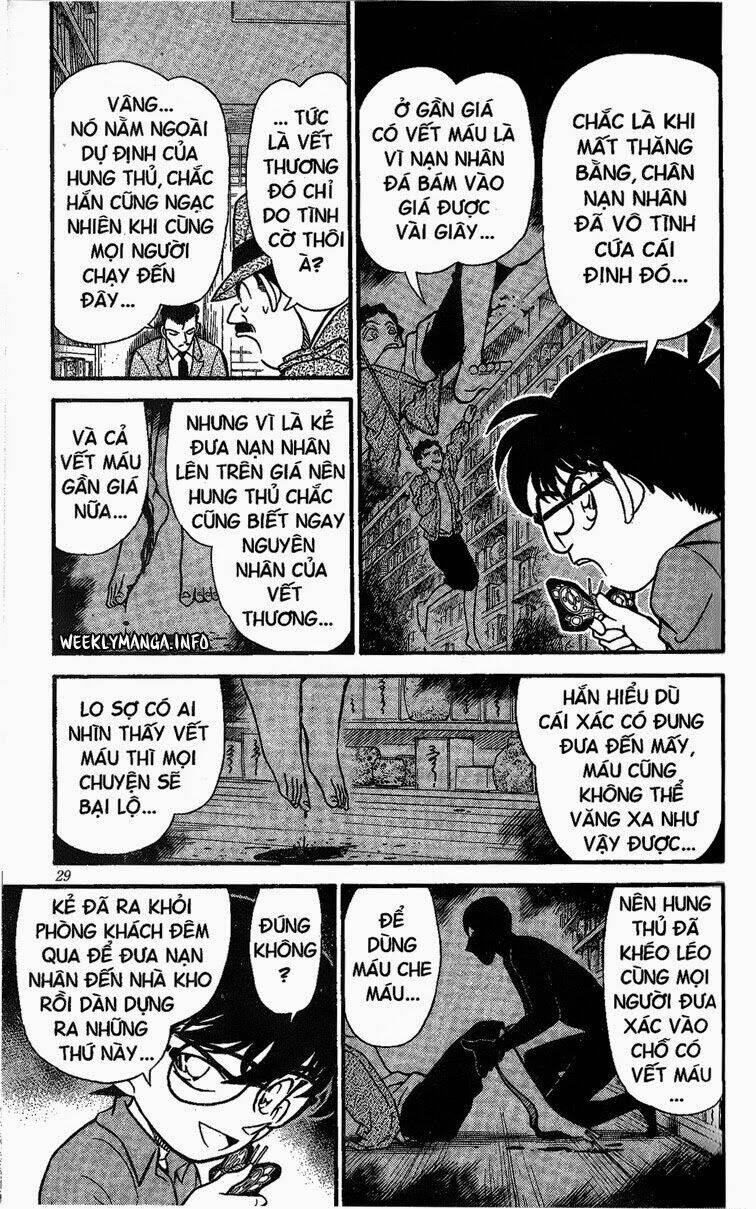 CHẮC LÀ KHI
MẤT THĂNG
BẰNG, CHÂN
NẠN NHÂN
ĐÃ VÔ TÌNH
CỨA CÁI
ĐỊNH ĐÓ...
Ở GẦN GIÁ
CÓ VẾT MÁU LÀ
VÌ NẠN NHÂN
ĐÃ BÁM VÀO
GIÁ ĐƯỢC
VÀI GIÂY...
... TỨC
LÀ VẾT
THƯƠNG
ĐÓ CHỈ
DO TÌNH
CỜ THÔI
À?
VÂNG...
NÓ NẰM NGOÀI
DỰ ĐỊNH CỦA
HUNG THỦ, CHẮC
HẮN CŨNG NGẠC
NHIÊN KHI CÙNG
MỌI NGƯỜI
CHẠY ĐẾN
ĐÂY...
NHƯNG VÌ LÀ KẺ
ĐƯA NẠN NHÂN
LÊN TRÊN GIÁ NÊN
HUNG THỦ CHẮC
CŨNG BIẾT NGAY
NGUYÊN
NHÂN CỦA
VẾT
THƯƠNG...
VÀ CẢ
VẾT MÁU
GẦN GIÁ
NỮA...
WEEKLYMANGA.INFO
HẮN HIỂU DÙ
CÁI XÁC CÓ ĐUNG
ĐƯA ĐẾN MẤY,
MÁU CŨNG
KHÔNG THỂ
VĂNG XA NHƯ
VẬY ĐƯỢC...
LO SỢ CÓ AI
NHÌN THẤY VẾT
MÁU THÌ MỌI
CHUYỆN SẼ
BẠI LỘ...
29
NÊN HUNG
THỦ ĐÃ
KHÉO LÉO
CÙNG MỌI
NGƯỜI ĐƯA
XÁC VÀO
CHỖ CÓ
VẾT MÁU
...
ĐỂ
DÙNG
MÁU CHE
MÁU...
ĐÚNG
KHÔNG
?
KẺ ĐÃ RA KHỎI
PHÒNG KHÁCH ĐÊM
QUA ĐỂ ĐƯA NẠN
NHÂN ĐẾN NHÀ KHO
RỒI DÀN DỰNG
RA NHỮNG
THỨ NÀY...